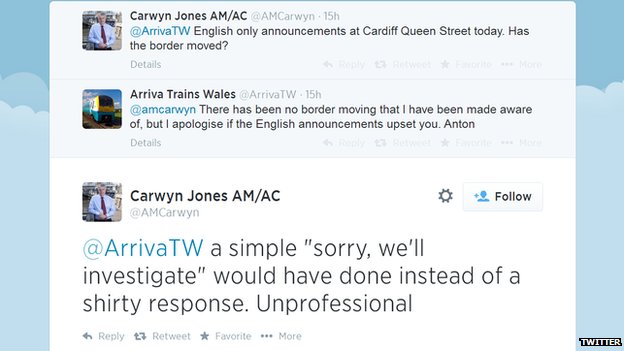 Carwyn Jones AM/AC @AMCarwyn · 15h
@ArrivaTW English only announcements at Cardiff Queen Street today. Has
the border moved?
Details
Reply Retweet Favorite More
Arriva Trains Wales @ArrivaTW · 15h
@amcarwyn There has been no border moving that I have been made aware
of, but I apologise if the English announcements upset you. Anton
Details
Reply Retweet Favorite More
Carwyn Jones AM/AC
@AMCarwyn
Follow
@ArrivaTW a simple "sorry, we'll
investigate" would have done instead of a
shirty response. Unprofessional
Reply Retweet Favorite More
TWITTER